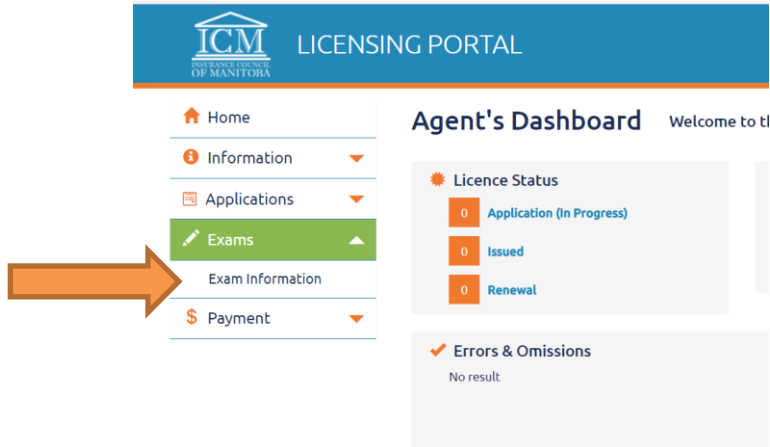 ICM
INSURANCE COUNCIL
OF MANITOBA
LICENSING PORTAL
Home
Information
Applications
Exams
Exam Information
$ Payment
Agent's Dashboard Welcome to th
Licence Status
0 Application (In Progress)
0 Issued
0 Renewal
Errors & Omissions
No result